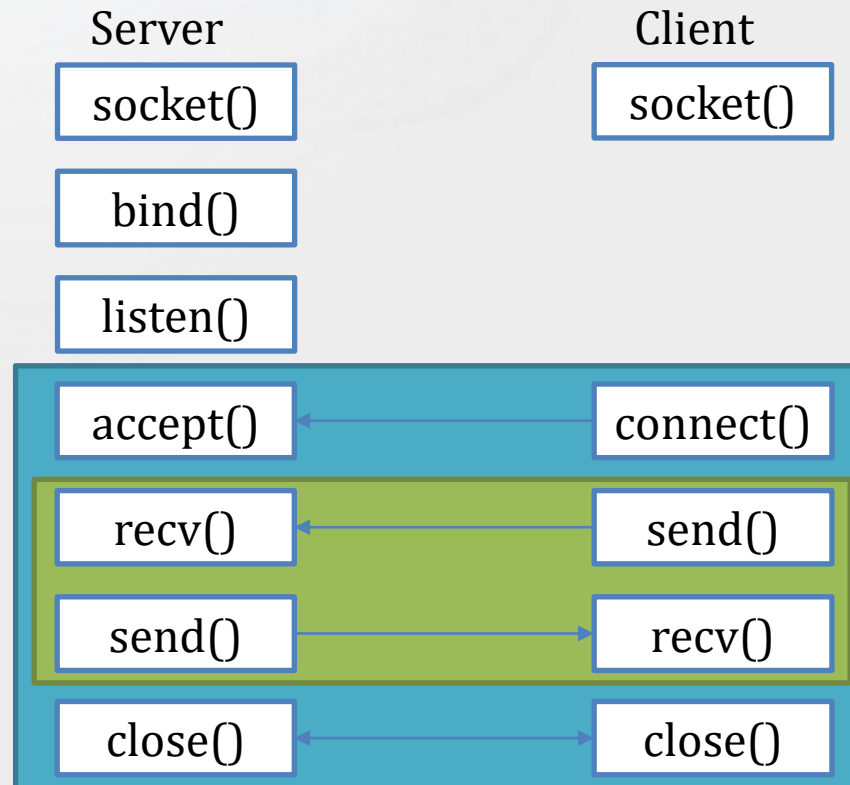 Server Client
socket() socket()
bind()
listen()
accept() connect()
recv() send()
send() recv()
close() close()